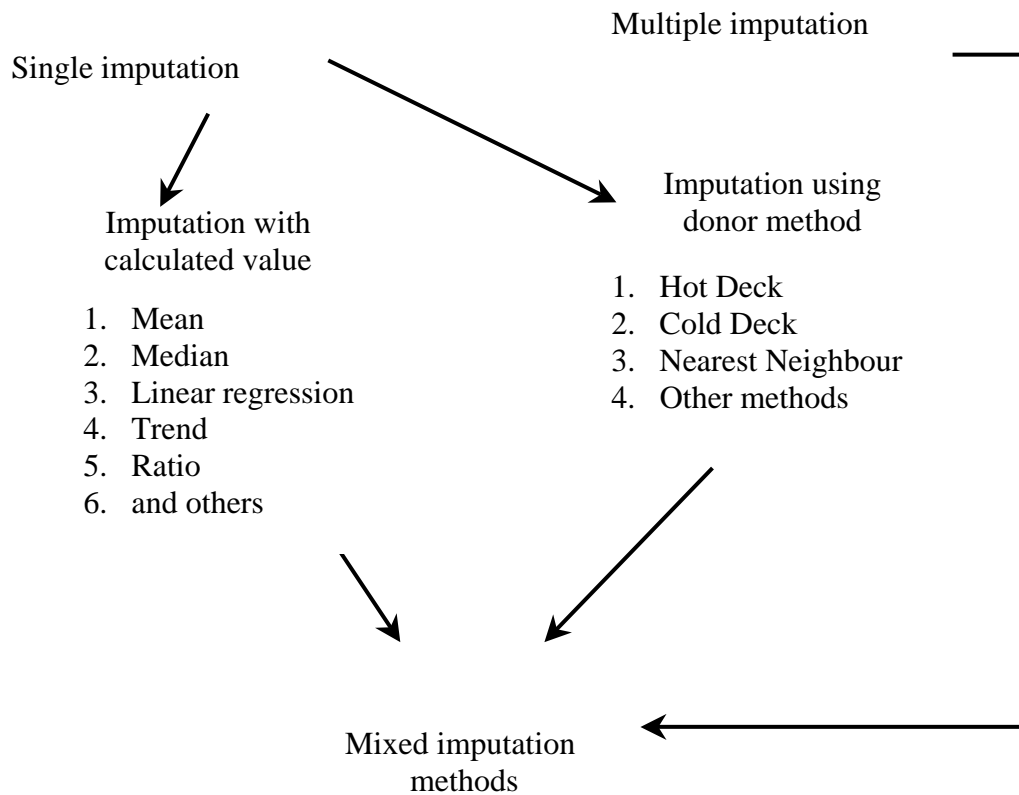 Multiple imputation
Single imputation
Imputation using
donor method
Imputation with
calculated value
1. Hot Deck
2. Cold Deck
3. Nearest Neighbour
4. Other methods
1. Mean
2. Median
3. Linear regression
4. Trend
5. Ratio
6. and others
Mixed imputation
methods